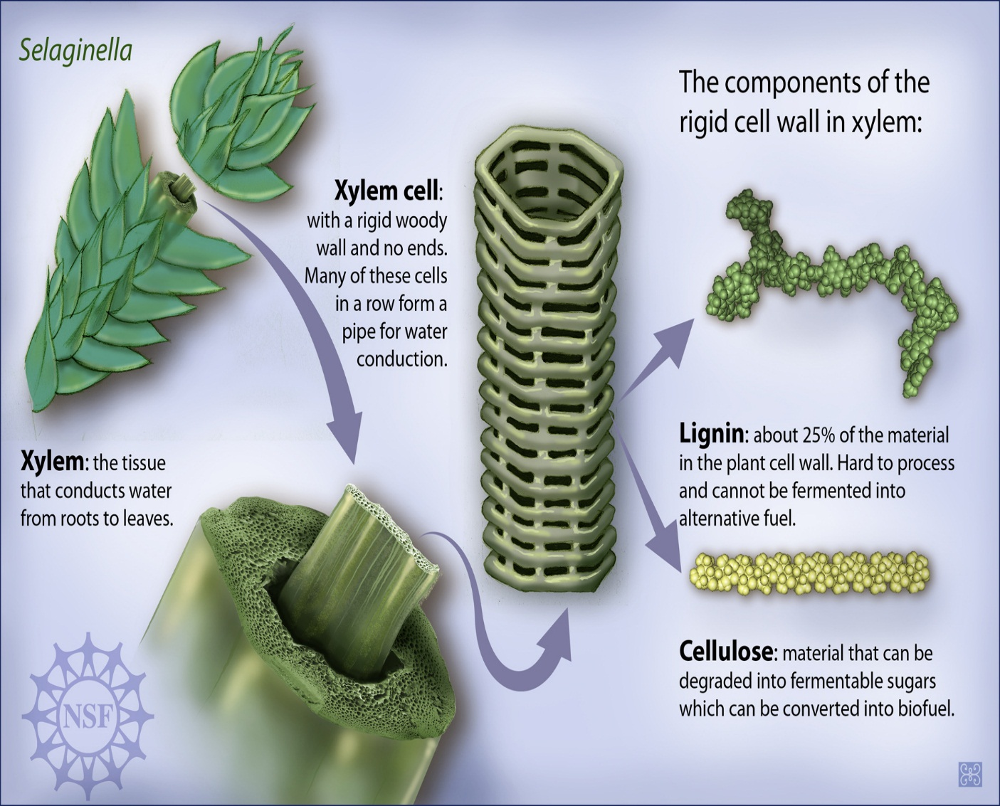 Selaginella
The components of the
rigid cell wall in xylem:
Xylem cell:
with a rigid woody
wall and no ends.
Many of these cells
in a row form a
pipe for water
conduction.
Xylem: the tissue
that conducts water
from roots to leaves.
Lignin: about 25% of the material
in the plant cell wall. Hard to process
and cannot be fermented into
alternative fuel.
Cellulose: material that can be
degraded into fermentable sugars
which can be converted into biofuel.
NSF